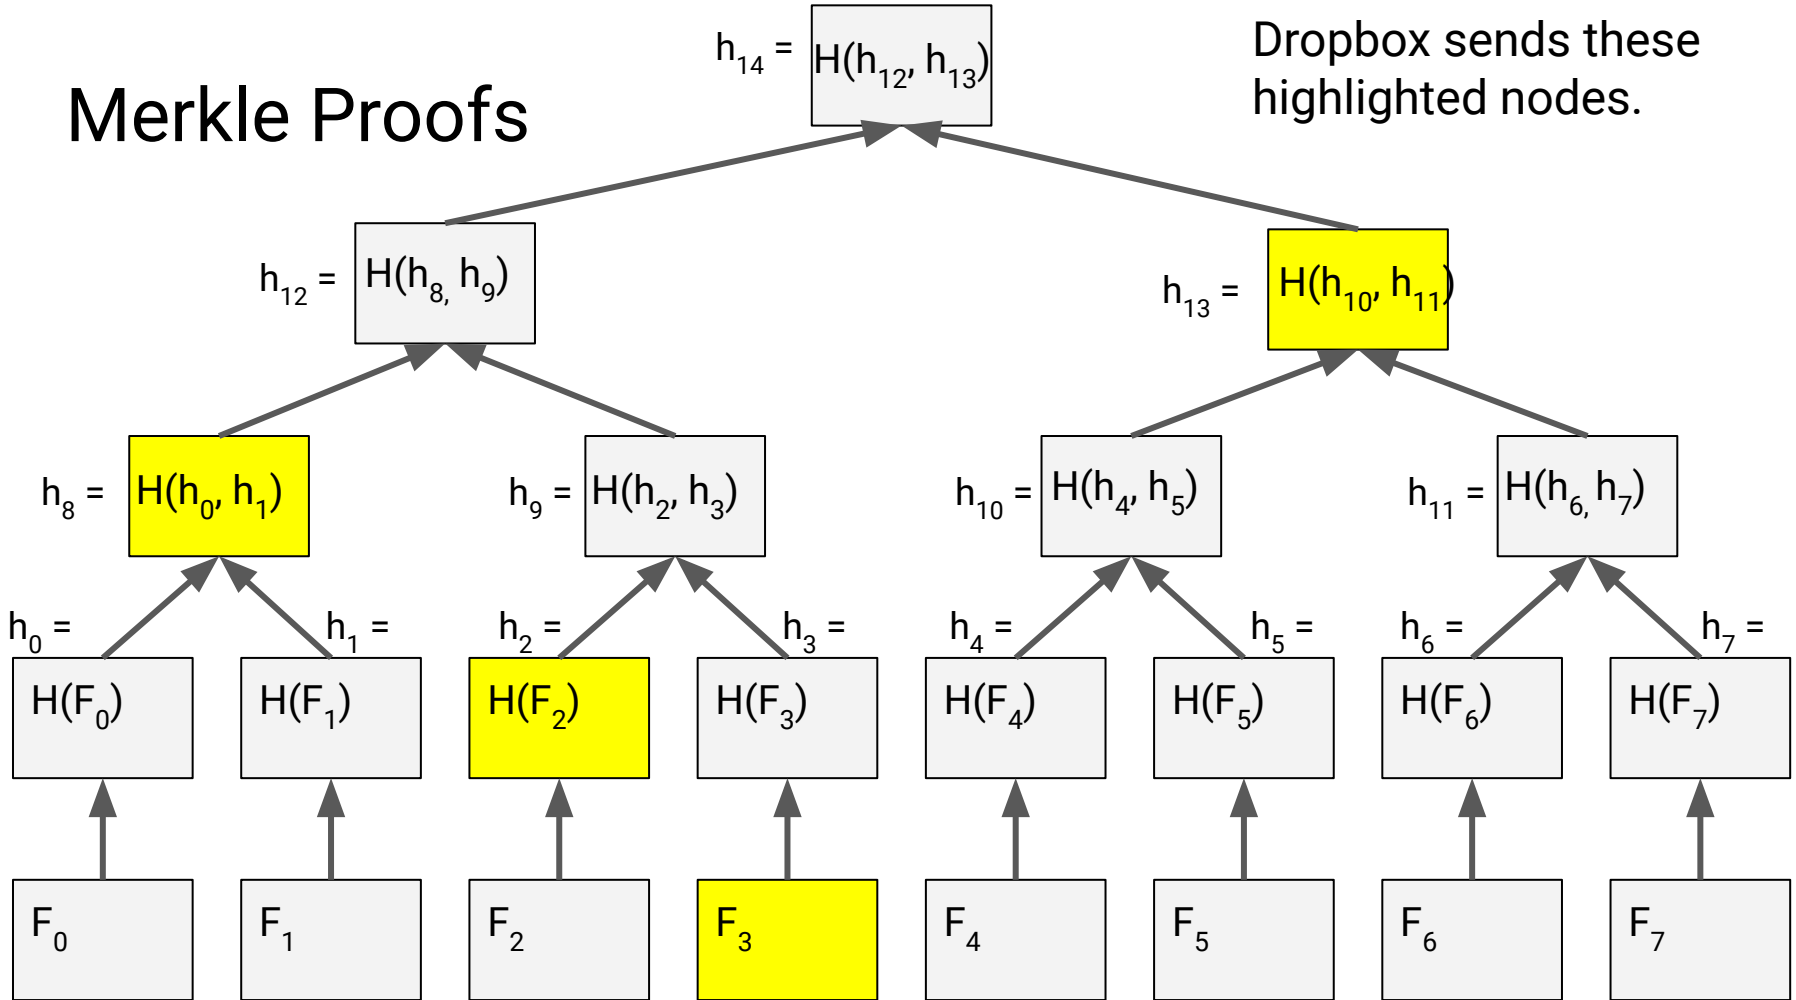 Merkle Proofs
Dropbox sends these
highlighted nodes.
h₁₄ = H(h₁₂, h₁₃)
h₁₂ = H(h₈, h₉)
h₁₃ = H(h₁₀, h₁₁)
h₈ = H(h₀, h₁)
h₉ = H(h₂, h₃)
h₁₀ = H(h₄, h₅)
h₁₁ = H(h₆, h₇)
h₀ =
h₁ =
h₂ =
h₃ =
h₄ =
h₅ =
h₆ =
h₇ =
H(F₀)
H(F₁)
H(F₂)
H(F₃)
H(F₄)
H(F₅)
H(F₆)
H(F₇)
F₀
F₁
F₂
F₃
F₄
F₅
F₆
F₇